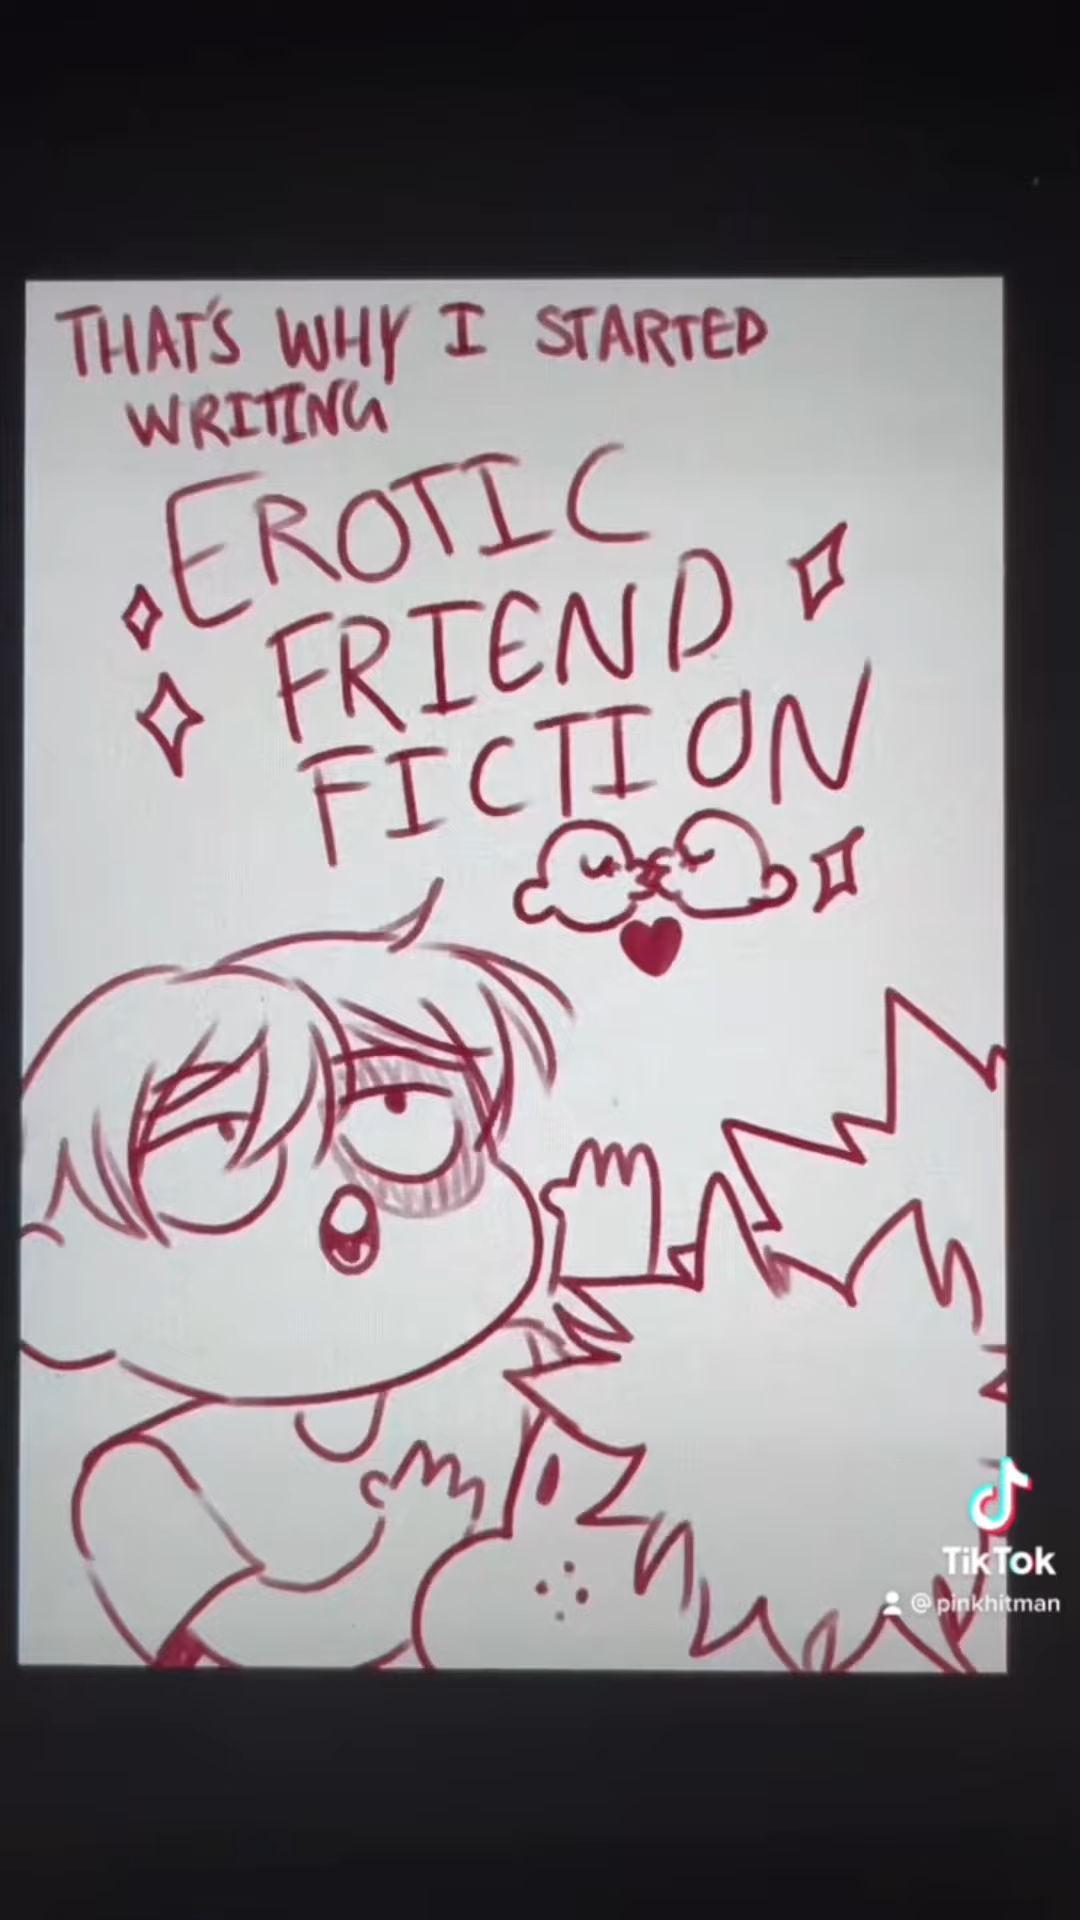 THAT'S WHY I STARTED
WRITING
EROTIC
FRIEND
FICTION
TikTok
@pinkhitman